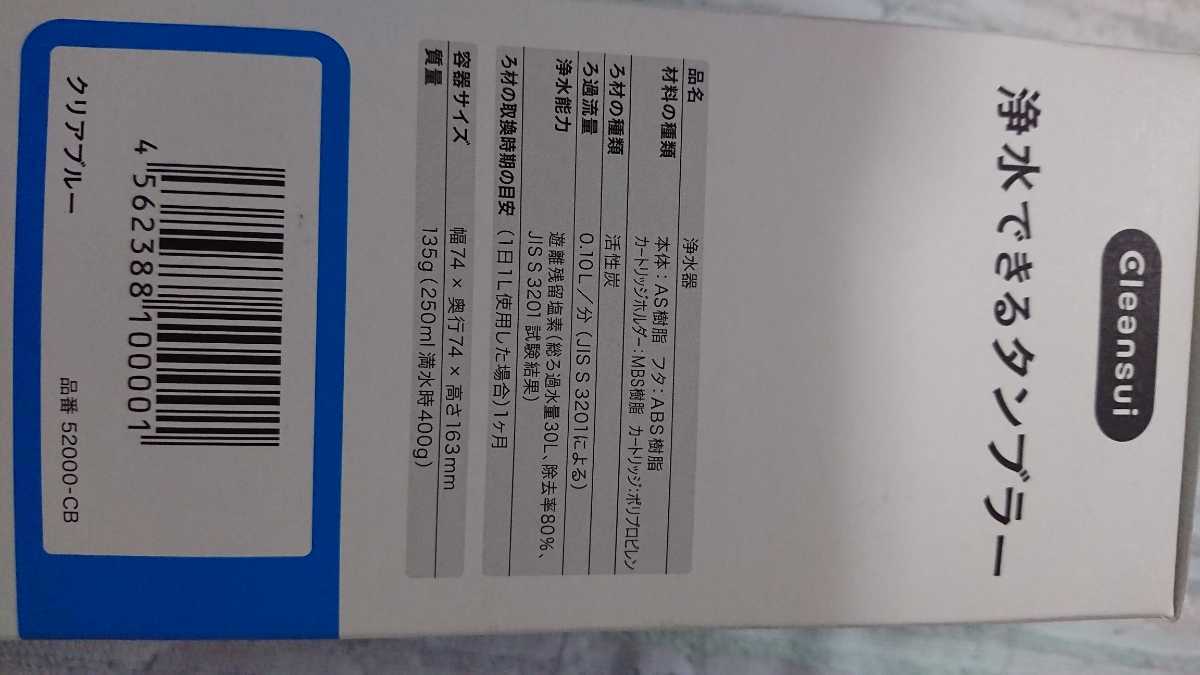 Cleansui
浄水できるタンブラー
品名 浄水器
材料の種類 本体：AS樹脂 フタ：ABS樹脂
カートリッジホルダー：MBS樹脂 カートリッジ：ポリプロピレン
ろ材の種類 活性炭
ろ過流量 0.10L／分（JIS S 3201による）
浄水能力 遊離残留塩素（総ろ過水量30L、除去率80%、
JIS S 3201 試験結果）
ろ材の取換時期の目安 （1日1L使用した場合）1ヶ月
容器サイズ 幅74 × 奥行74 × 高さ163mm
質量 135g（250ml 満水時 400g）
クリアブルー
4 562388 100001
品番 52000-CB